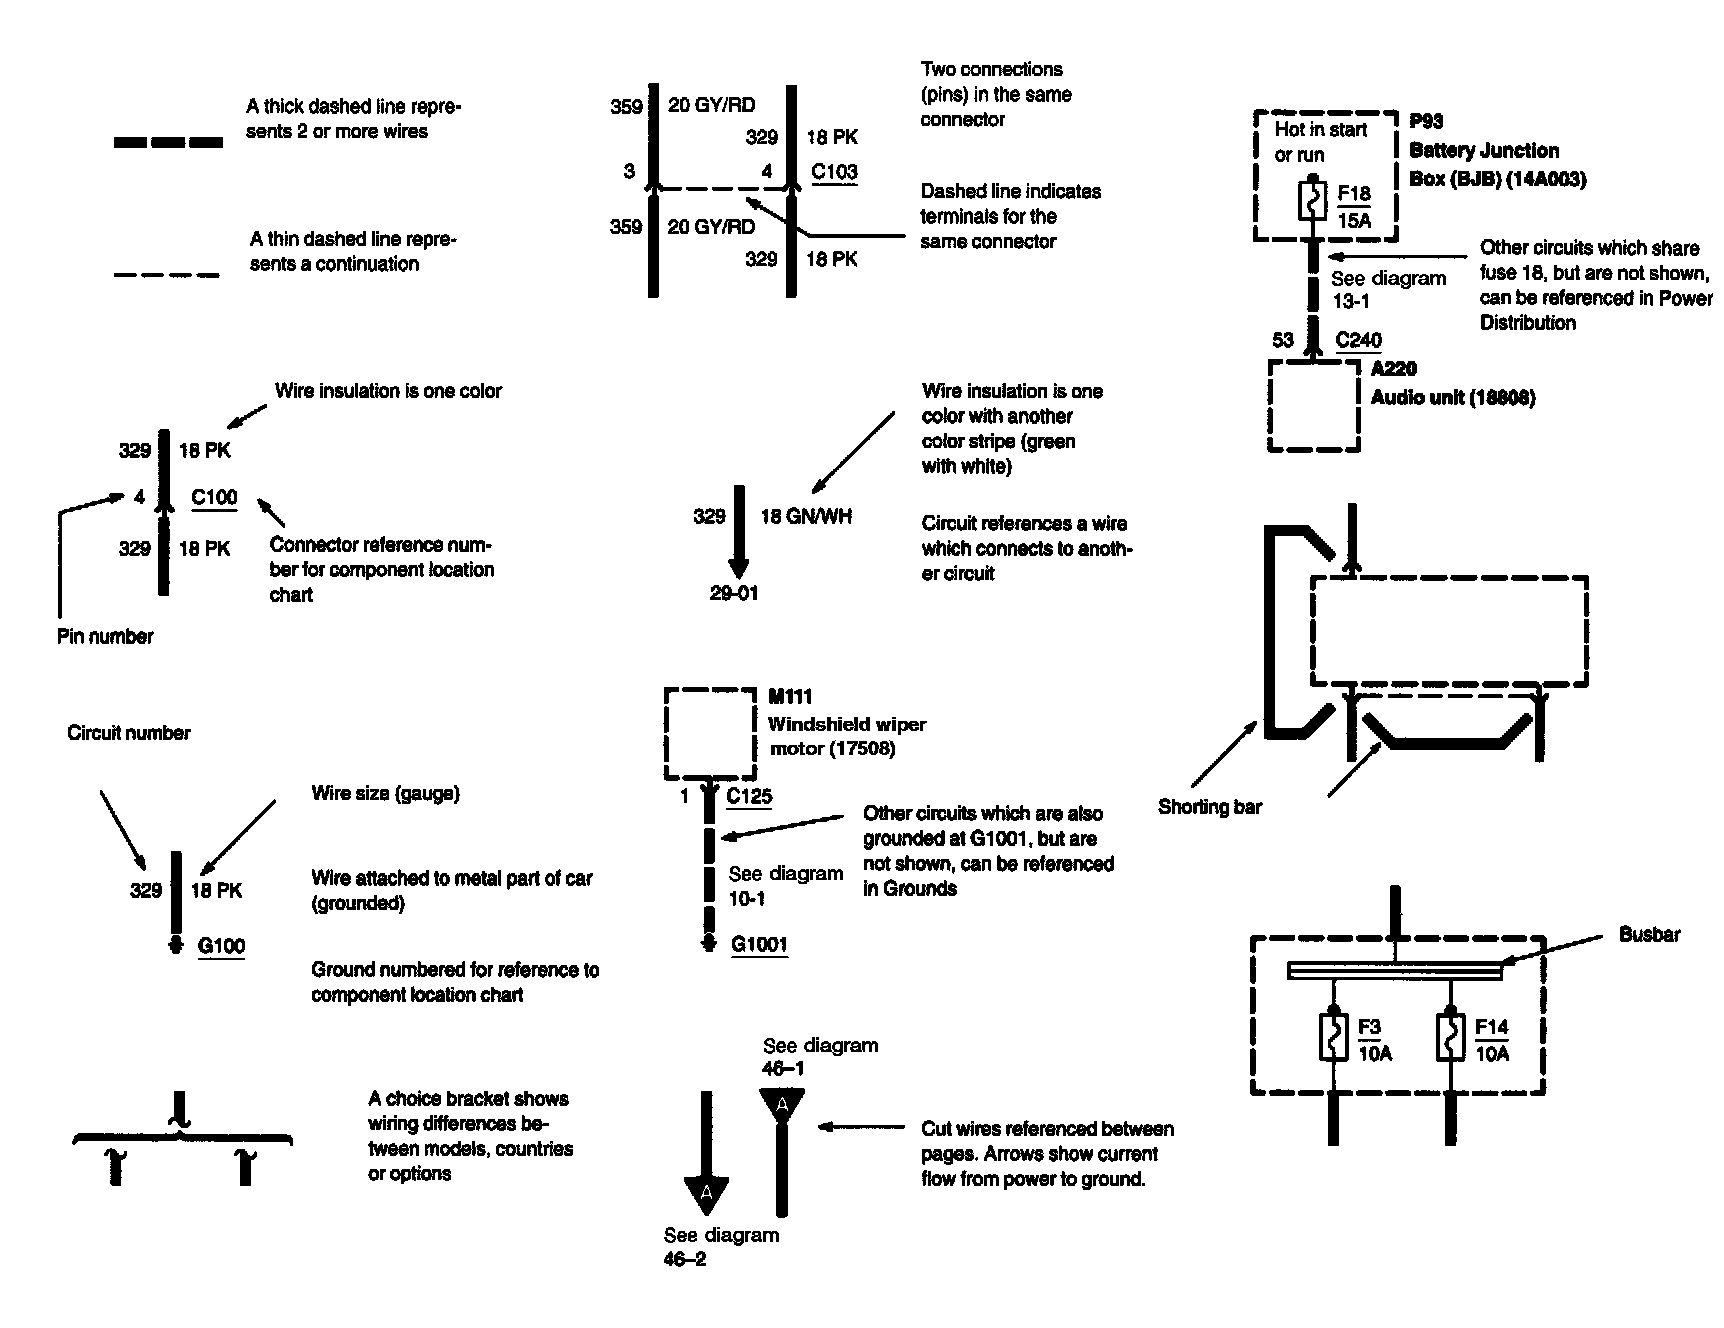 A thick dashed line repre-
sents 2 or more wires
A thin dashed line repre-
sents a continuation
359
20 GY/RD
329
18 PK
3
4
C103
359
20 GY/RD
329
18 PK
Two connections
(pins) in the same
connector
Dashed line indicates
terminals for the
same connector
Hot in start
or run
F18
15A
P93
Battery Junction
Box (BJB) (14A003)
Other circuits which share
fuse 18, but are not shown,
can be referenced in Power
Distribution
See diagram
13-1
53
C240
A220
Audio unit (18808)
Wire insulation is one color
329
18 PK
4
C100
329
18 PK
Connector reference num-
ber for component location
chart
Pin number
Wire insulation is one
color with another
color stripe (green
with white)
329
18 GN/WH
29-01
Circuit references a wire
which connects to anoth-
er circuit
Shorting bar
Circuit number
Wire size (gauge)
329
18 PK
G100
Wire attached to metal part of car
(grounded)
Ground numbered for reference to
component location chart
M111
Windshield wiper
motor (17508)
1
C125
Other circuits which are also
grounded at G1001, but are
not shown, can be referenced
in Grounds
See diagram
10-1
G1001
Busbar
F3
10A
F14
10A
A choice bracket shows
wiring differences be-
tween models, countries
or options
See diagram
46–1
A
A
See diagram
46–2
Cut wires referenced between
pages. Arrows show current
flow from power to ground.